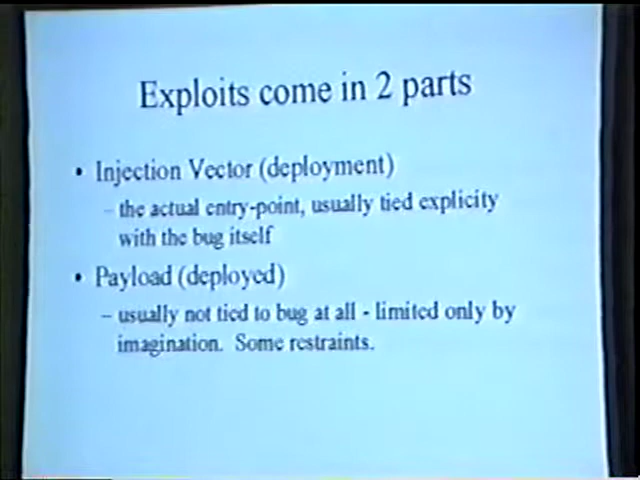 Exploits come in 2 parts
• Injection Vector (deployment)
– the actual entry-point, usually tied explicity
with the bug itself
• Payload (deployed)
– usually not tied to bug at all - limited only by
imagination. Some restraints.